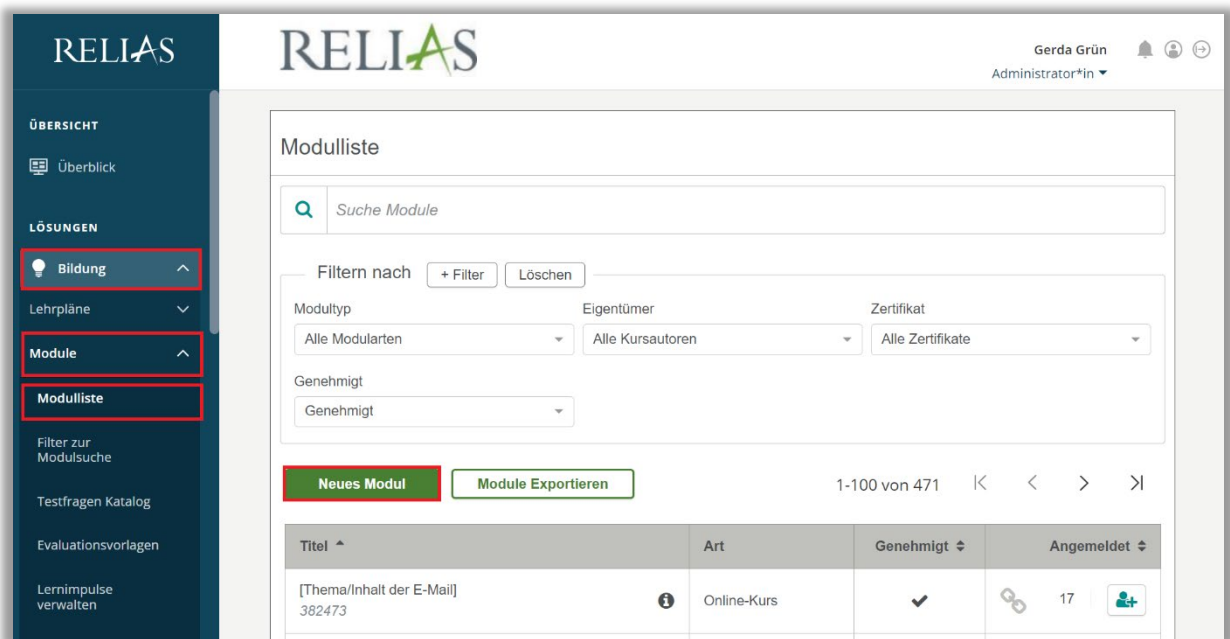 RELIAS
RELIAS
Gerda Grün
Administrator*in
ÜBERSICHT
Überblick
LÖSUNGEN
Bildung
Lehrpläne
Module
Modulliste
Filter zur
Modulsuche
Testfragen Katalog
Evaluationsvorlagen
Lernimpulse
verwalten
Modulliste
Suche Module
Filtern nach + Filter Löschen
Modultyp Eigentümer Zertifikat
Alle Modularten Alle Kursautoren Alle Zertifikate
Genehmigt
Genehmigt
Neues Modul Module Exportieren 1-100 von 471
Titel Art Genehmigt Angemeldet
[Thema/Inhalt der E-Mail]
382473
Online-Kurs 17